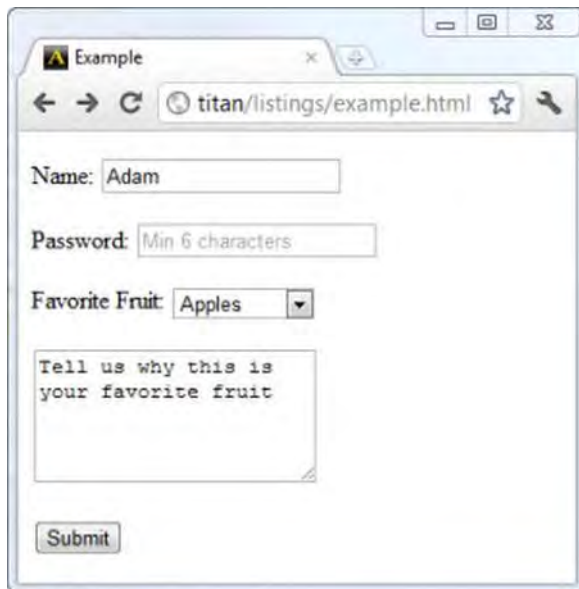 Example
titan/listings/example.html
Name: Adam
Password: Min 6 characters
Favorite Fruit: Apples
Tell us why this is
your favorite fruit
Submit